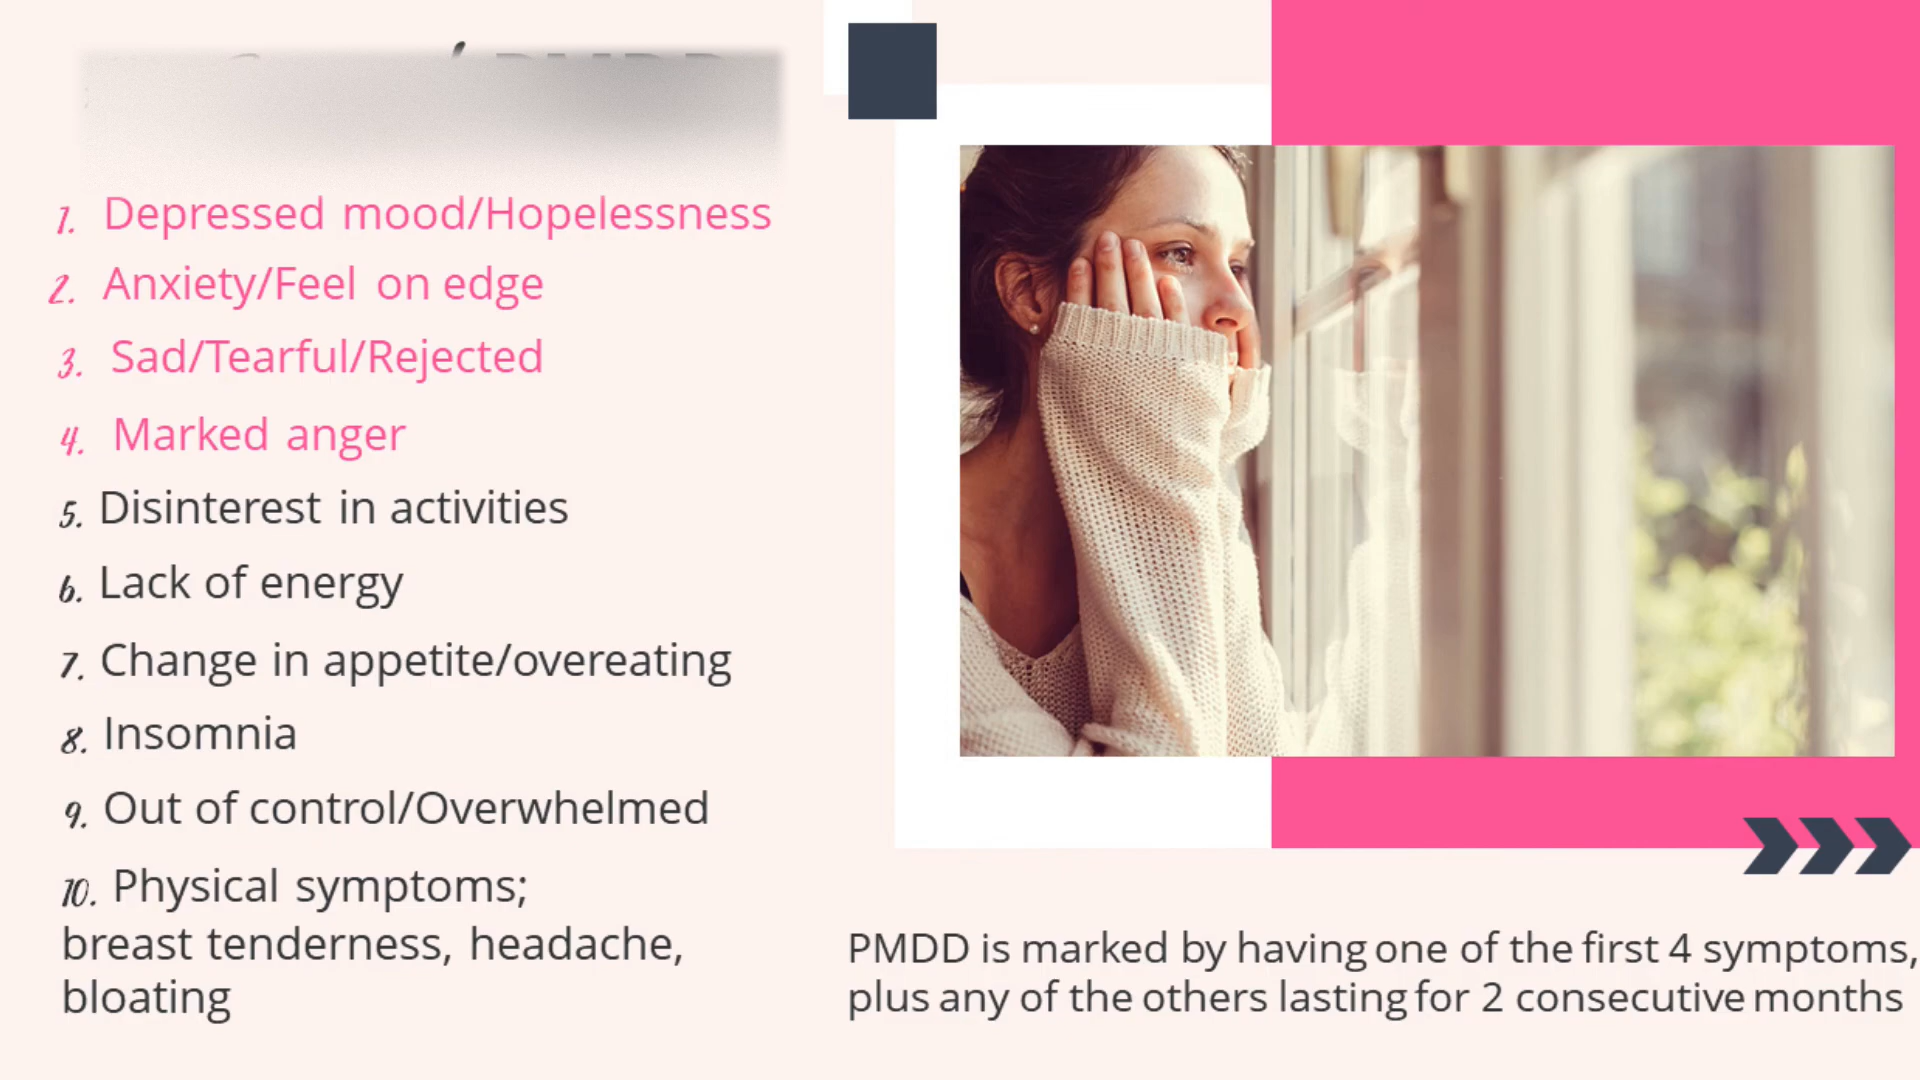 1. Depressed mood/Hopelessness
2. Anxiety/Feel on edge
3. Sad/Tearful/Rejected
4. Marked anger
5. Disinterest in activities
6. Lack of energy
7. Change in appetite/overeating
8. Insomnia
9. Out of control/Overwhelmed
10. Physical symptoms;
breast tenderness, headache,
bloating
PMDD is marked by having one of the first 4 symptoms,
plus any of the others lasting for 2 consecutive months